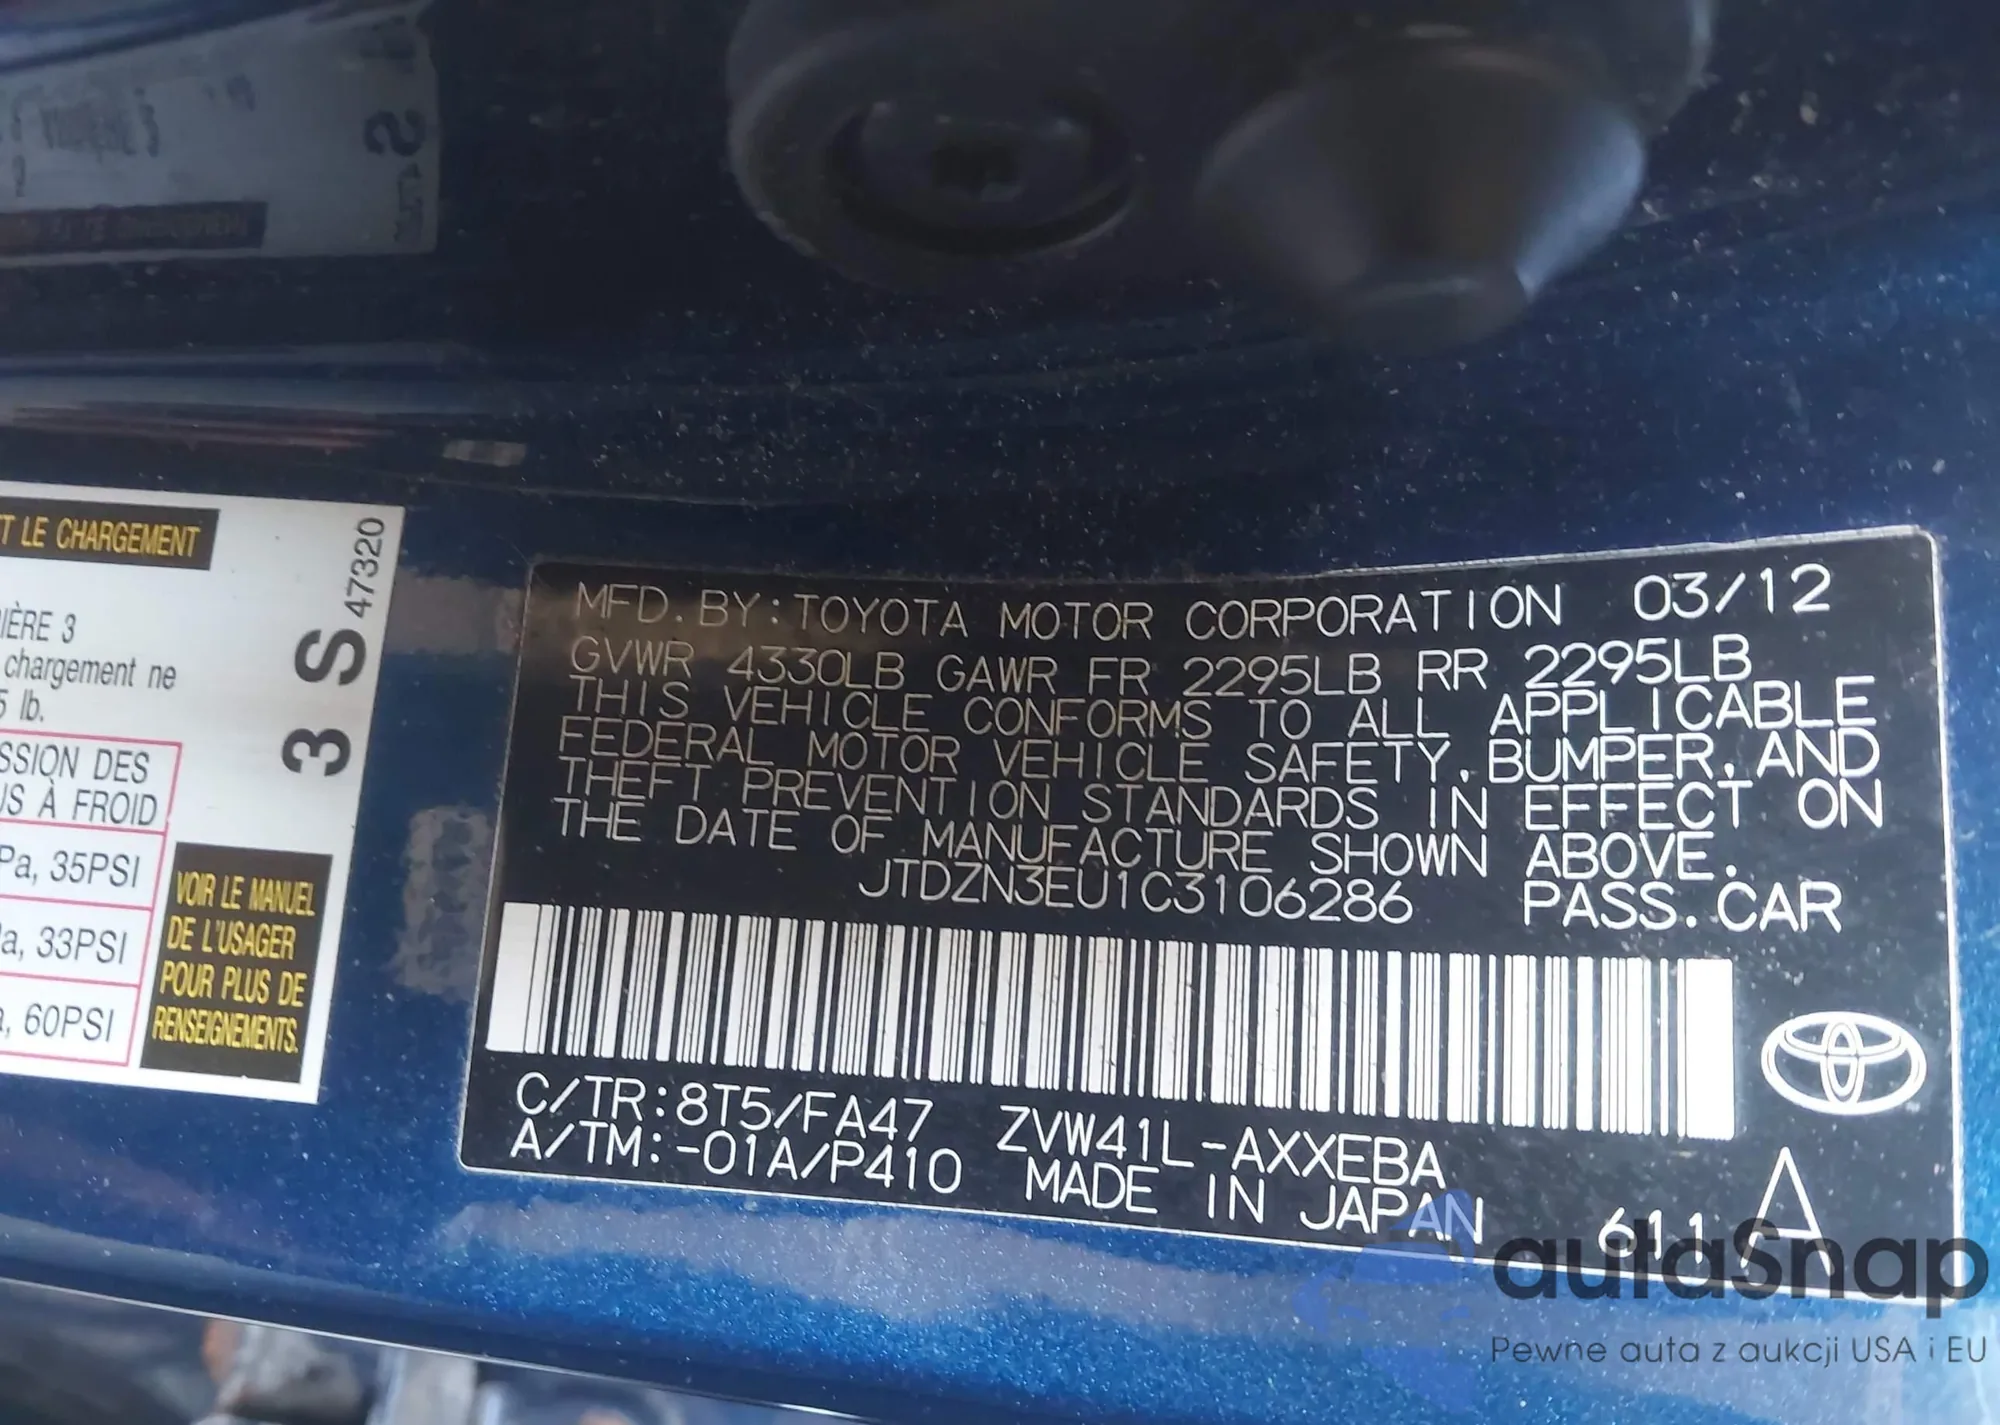 T LE CHARGEMENT
IÈRE 3
chargement ne
5 lb.
SSION DES
US À FROID
Pa, 35PSI
a, 33PSI
, 60PSI
VOIR LE MANUEL
DE L'USAGER
POUR PLUS DE
RENSEIGNEMENTS.
3 S 47320
MFD. BY: TOYOTA MOTOR CORPORATION 03/12
GVWR 4330LB GAWR FR 2295LB RR 2295LB
THIS VEHICLE CONFORMS TO ALL APPLICABLE
FEDERAL MOTOR VEHICLE SAFETY, BUMPER, AND
THEFT PREVENTION STANDARDS IN EFFECT ON
THE DATE OF MANUFACTURE SHOWN ABOVE.
JTDZN3EU1C3106286 PASS. CAR
C/TR:8T5/FA47 ZVW41L-AXXEBA
A/TM:-01A/P410 MADE IN JAPAN 611 A
autaSnap
Pewne auta z aukcji USA i EU